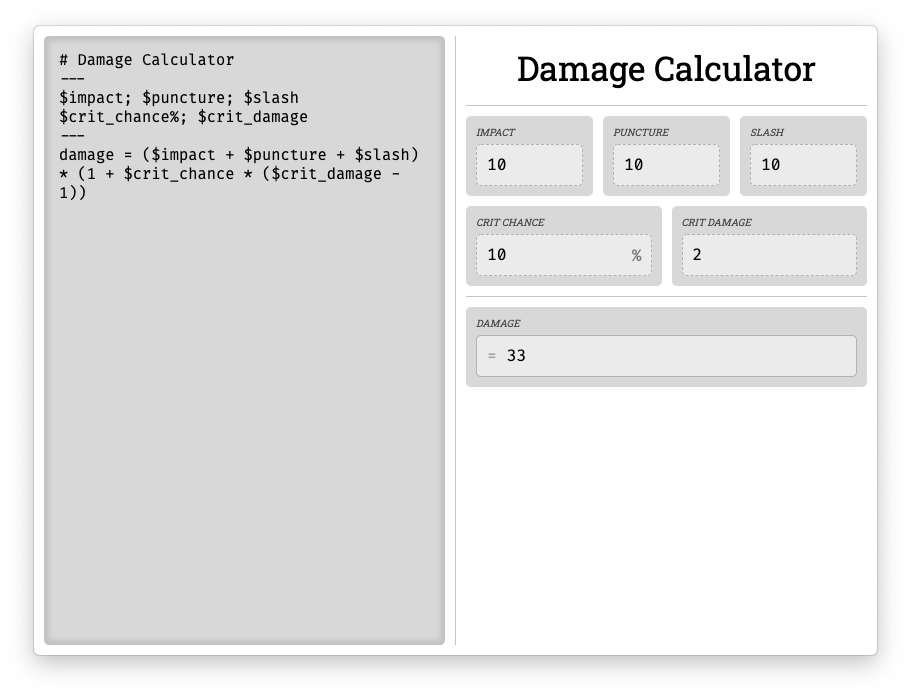 # Damage Calculator
---
$impact; $puncture; $slash
$crit_chance%; $crit_damage
---
damage = ($impact + $puncture + $slash)
* (1 + $crit_chance * ($crit_damage -
1))
Damage Calculator
IMPACT PUNCTURE SLASH
10 10 10
CRIT CHANCE CRIT DAMAGE
10 % 2
DAMAGE
= 33